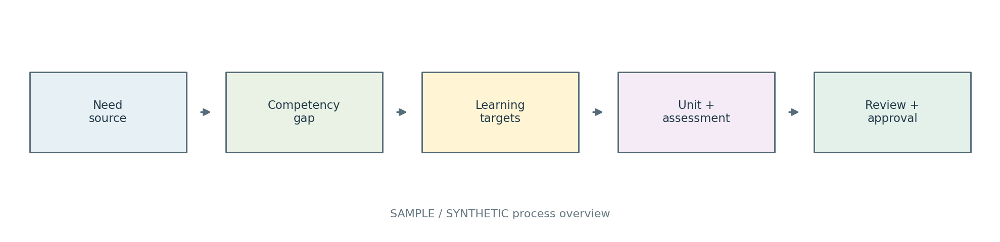 Need
source
Competency
gap
Learning
targets
Unit +
assessment
Review +
approval
SAMPLE / SYNTHETIC process overview